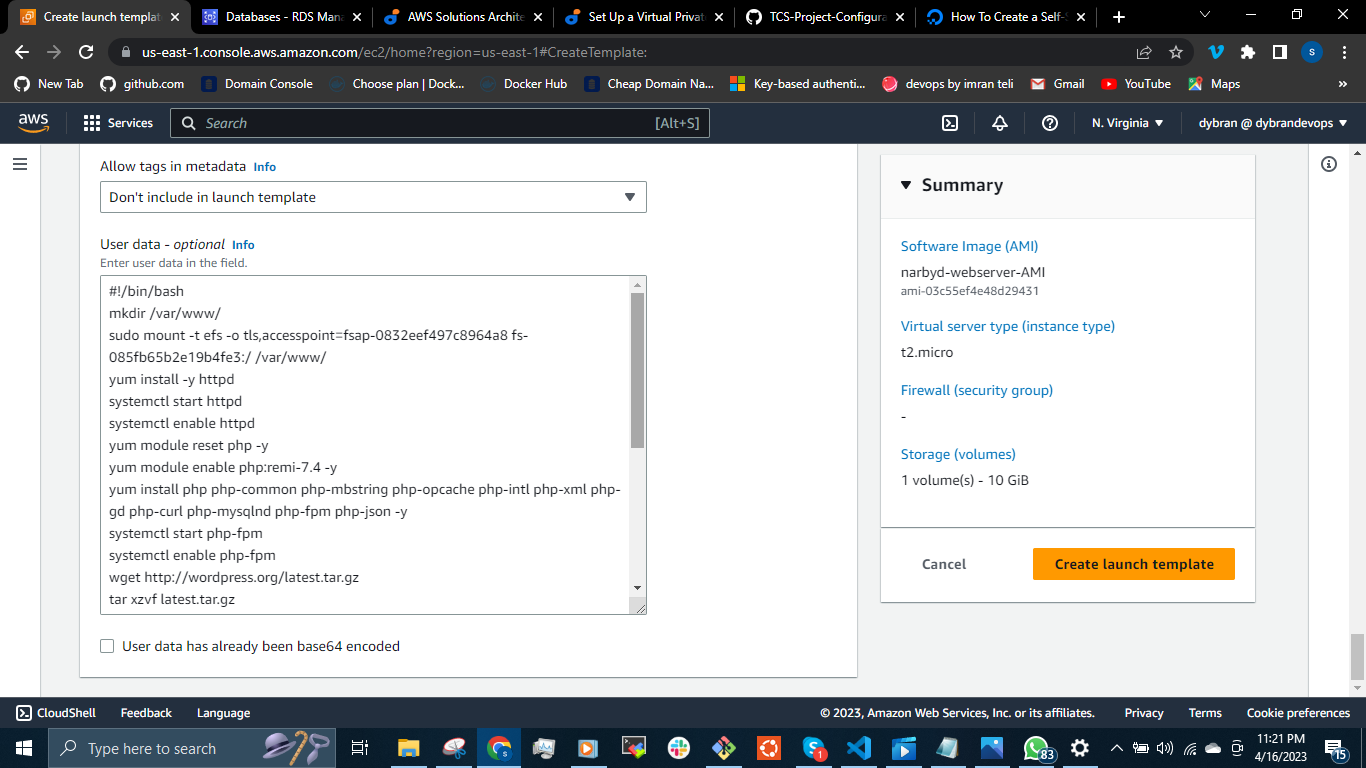 Create launch templat
Databases - RDS Mana
AWS Solutions Archite
Set Up a Virtual Privat
TCS-Project-Configura
How To Create a Self-S
us-east-1.console.aws.amazon.com/ec2/home?region=us-east-1#CreateTemplate:
S
New Tab
github.com
Domain Console
Choose plan | Dock...
Docker Hub
Cheap Domain Na...
Key-based authenti...
devops by imran teli
Gmail
YouTube
Maps
»
aws
Services
Search
[Alt+S]
N. Virginia
dybran @ dybrandevops
Allow tags in metadata Info
Don't include in launch template
User data - optional Info
Enter user data in the field.
#!/bin/bash
mkdir /var/www/
sudo mount -t efs -o tls,accesspoint=fsap-0832eef497c8964a8 fs-
085fb65b2e19b4fe3:/ /var/www/
yum install -y httpd
systemctl start httpd
systemctl enable httpd
yum module reset php -y
yum module enable php:remi-7.4 -y
yum install php php-common php-mbstring php-opcache php-intl php-xml php-
gd php-curl php-mysqlnd php-fpm php-json -y
systemctl start php-fpm
systemctl enable php-fpm
wget http://wordpress.org/latest.tar.gz
tar xzvf latest.tar.gz
User data has already been base64 encoded
Summary
Software Image (AMI)
narbyd-webserver-AMI
ami-03c55ef4e48d29431
Virtual server type (instance type)
t2.micro
Firewall (security group)
-
Storage (volumes)
1 volume(s) - 10 GiB
Cancel
Create launch template
CloudShell
Feedback
Language
© 2023, Amazon Web Services, Inc. or its affiliates.
Privacy
Terms
Cookie preferences
Type here to search
1
83
11:21 PM
4/16/2023
15